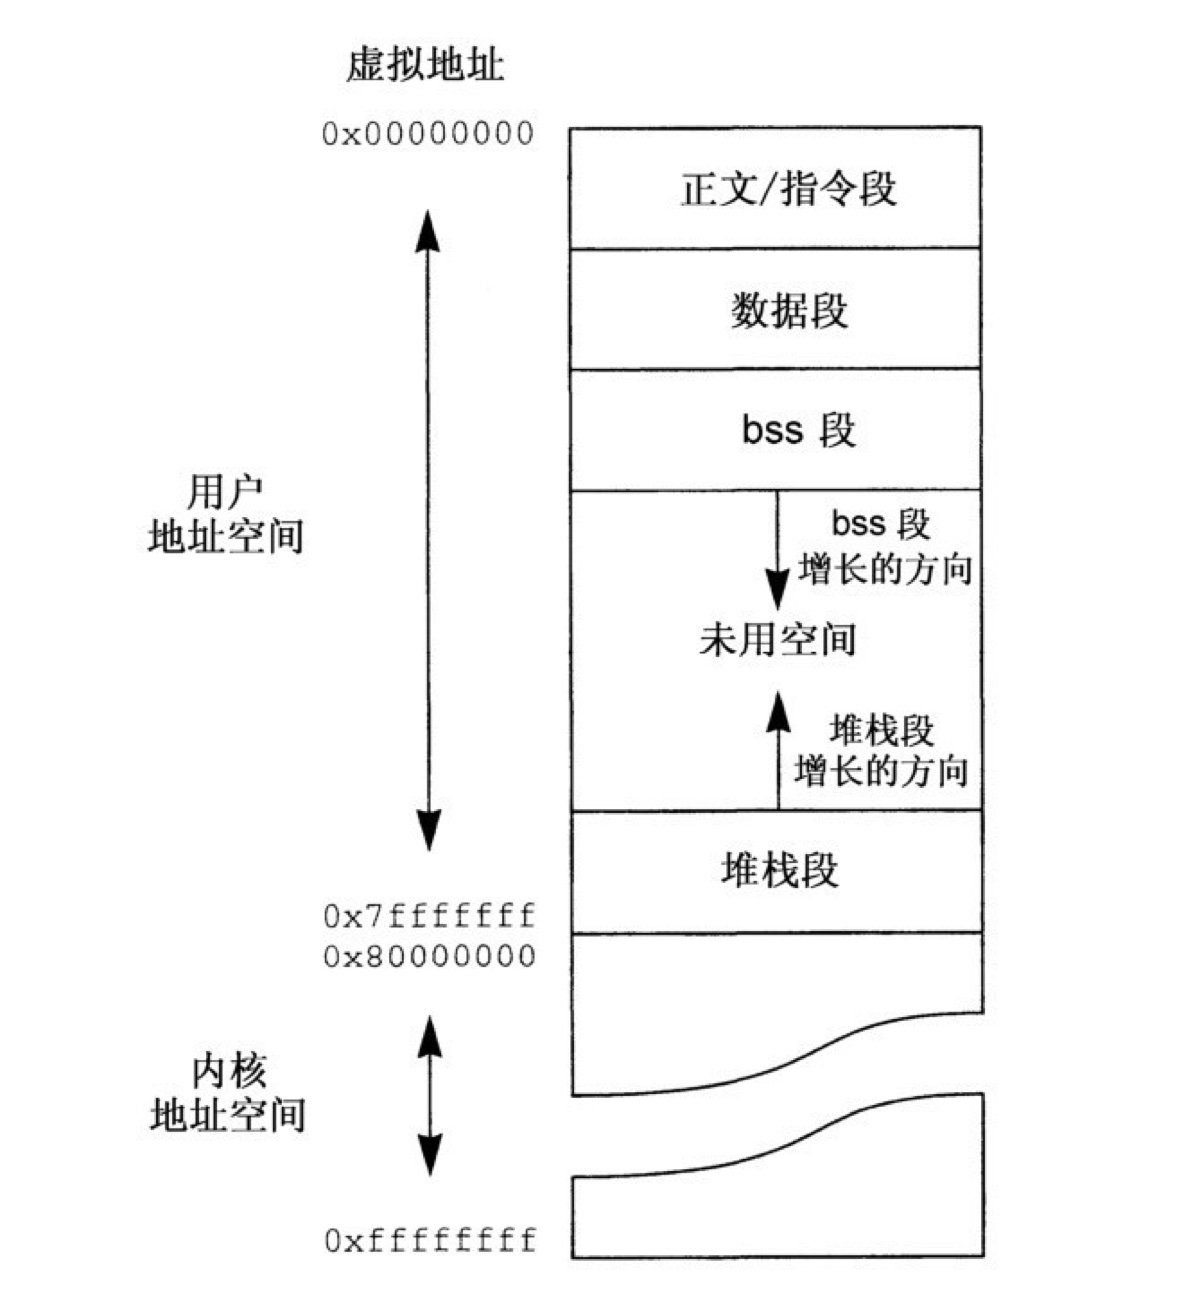 虚拟地址
0x00000000
正文/指令段
数据段
bss 段
用户
地址空间
bss 段
增长的方向
未用空间
堆栈段
增长的方向
堆栈段
0x7fffffff
0x80000000
内核
地址空间
0xffffffff